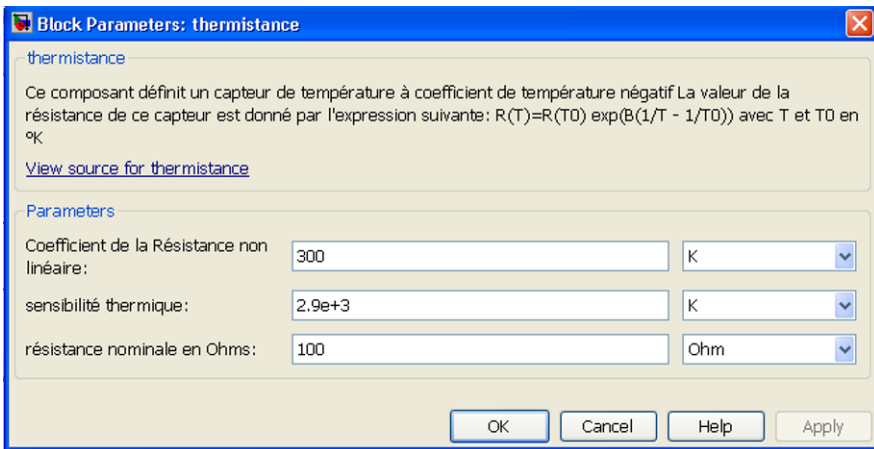 Block Parameters: thermistance
thermistance
Ce composant définit un capteur de température à coefficient de température négatif La valeur de la
résistance de ce capteur est donné par l'expression suivante: R(T)=R(T0) exp(B(1/T - 1/T0)) avec T et T0 en
°K
View source for thermistance
Parameters
Coefficient de la Résistance non
linéaire:
300 K
sensibilité thermique: 2.9e+3 K
résistance nominale en Ohms: 100 Ohm
OK Cancel Help Apply